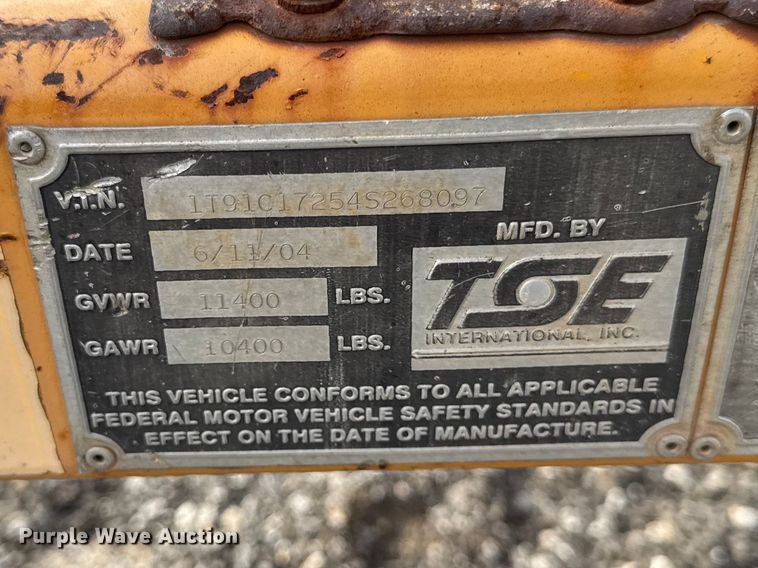 V.I.N. 1T91C17254S268097
DATE 6/11/04
GVWR 11400 LBS.
GAWR 10400 LBS.
MFD. BY
TSE
INTERNATIONAL, INC.
THIS VEHICLE CONFORMS TO ALL APPLICABLE
FEDERAL MOTOR VEHICLE SAFETY STANDARDS IN
EFFECT ON THE DATE OF MANUFACTURE.
Purple Wave Auction